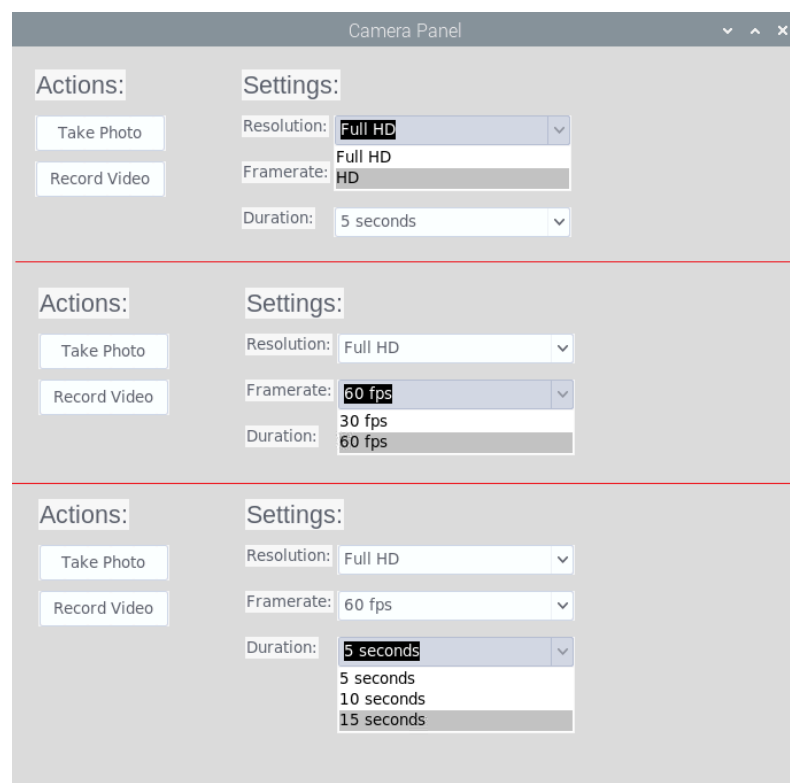 Camera Panel
Actions:
Settings:
Take Photo
Resolution:
Full HD
Full HD
Record Video
Framerate:
HD
Duration:
5 seconds
Actions:
Settings:
Take Photo
Resolution:
Full HD
Record Video
Framerate:
60 fps
30 fps
Duration:
60 fps
Actions:
Settings:
Take Photo
Resolution:
Full HD
Record Video
Framerate:
60 fps
Duration:
5 seconds
5 seconds
10 seconds
15 seconds